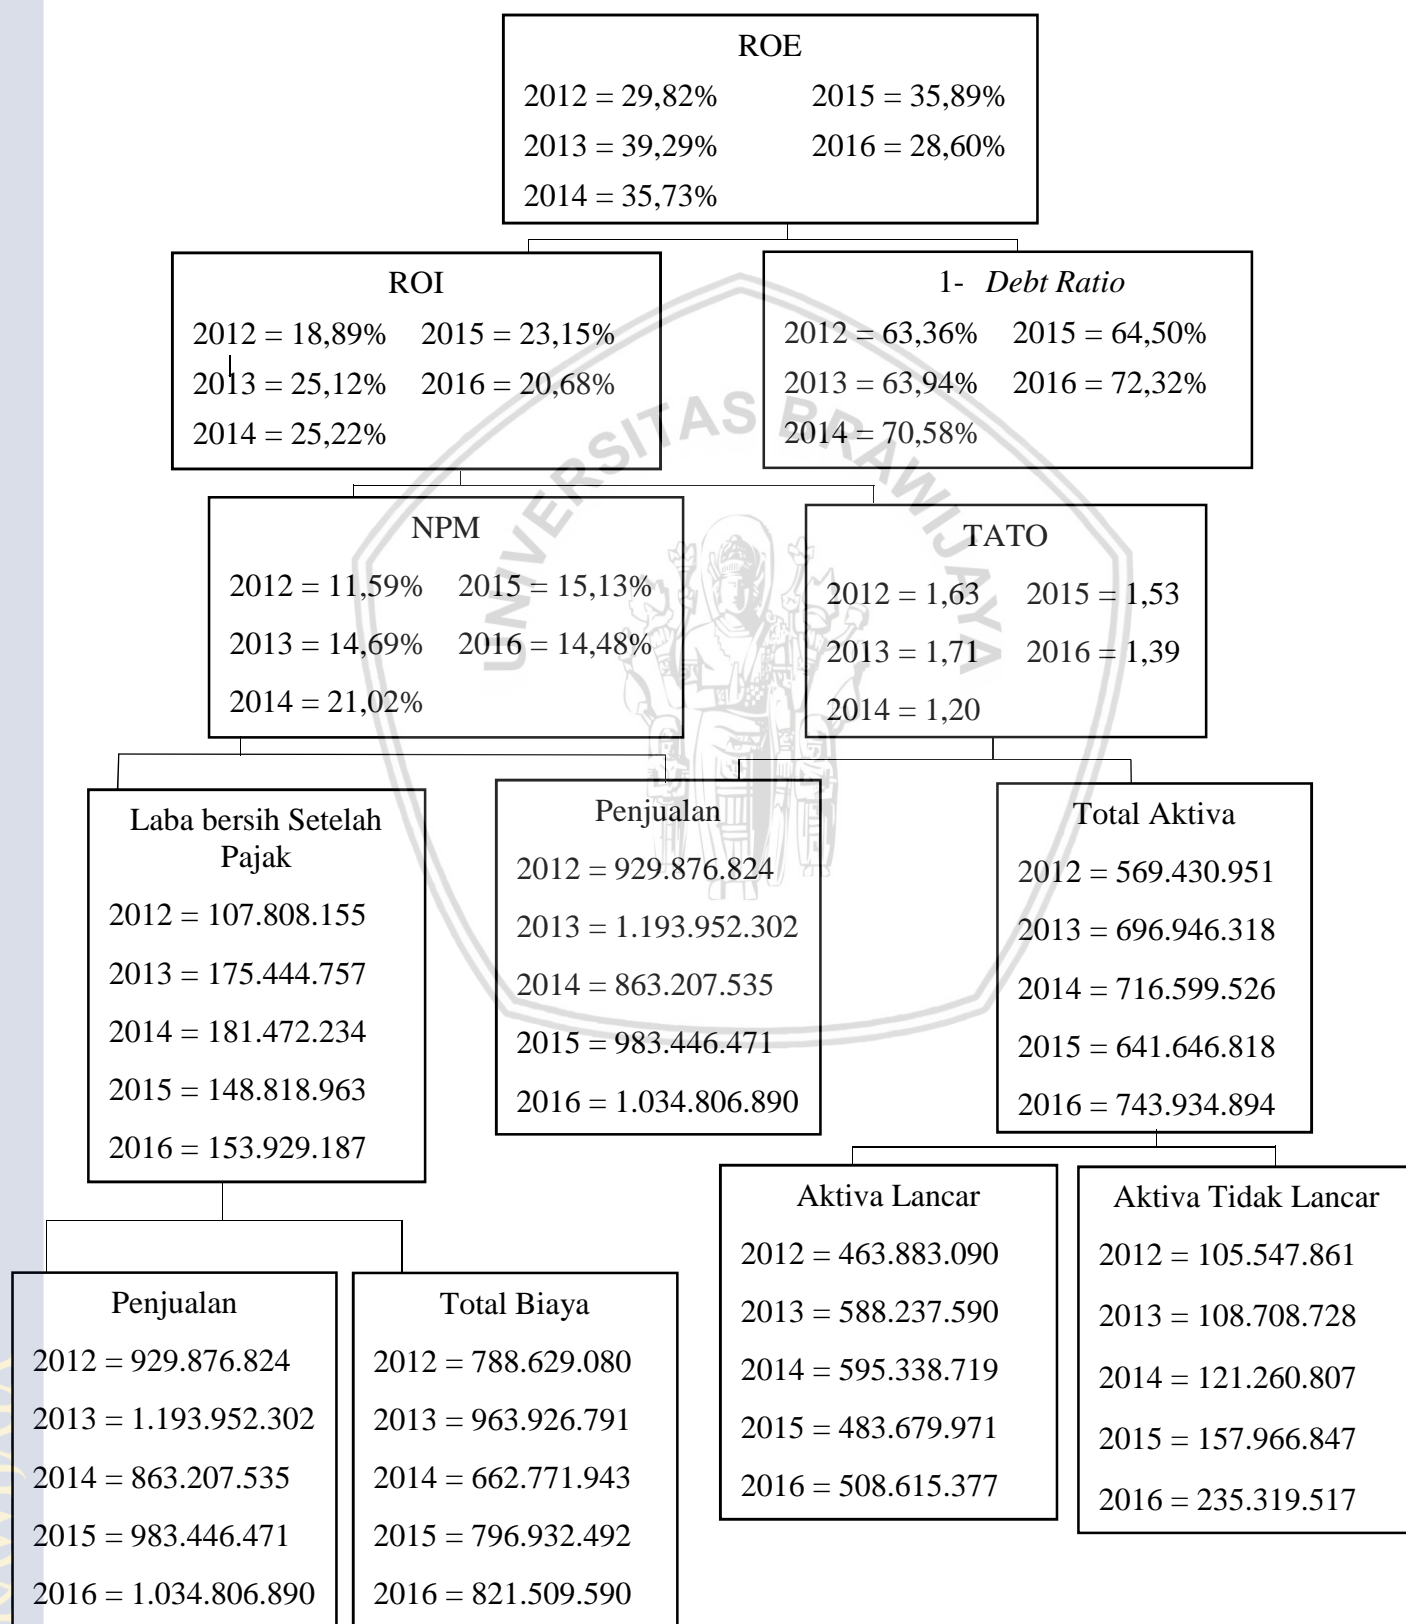 ROE
2012 = 29,82% 2015 = 35,89%
2013 = 39,29% 2016 = 28,60%
2014 = 35,73%
ROI
2012 = 18,89% 2015 = 23,15%
2013 = 25,12% 2016 = 20,68%
2014 = 25,22%
1- Debt Ratio
2012 = 63,36% 2015 = 64,50%
2013 = 63,94% 2016 = 72,32%
2014 = 70,58%
UNIVERSITAS BRAWIJAYA
NPM
2012 = 11,59% 2015 = 15,13%
2013 = 14,69% 2016 = 14,48%
2014 = 21,02%
TATO
2012 = 1,63 2015 = 1,53
2013 = 1,71 2016 = 1,39
2014 = 1,20
Laba bersih Setelah
Pajak
2012 = 107.808.155
2013 = 175.444.757
2014 = 181.472.234
2015 = 148.818.963
2016 = 153.929.187
Penjualan
2012 = 929.876.824
2013 = 1.193.952.302
2014 = 863.207.535
2015 = 983.446.471
2016 = 1.034.806.890
Total Aktiva
2012 = 569.430.951
2013 = 696.946.318
2014 = 716.599.526
2015 = 641.646.818
2016 = 743.934.894
Penjualan
2012 = 929.876.824
2013 = 1.193.952.302
2014 = 863.207.535
2015 = 983.446.471
2016 = 1.034.806.890
Total Biaya
2012 = 788.629.080
2013 = 963.926.791
2014 = 662.771.943
2015 = 796.932.492
2016 = 821.509.590
Aktiva Lancar
2012 = 463.883.090
2013 = 588.237.590
2014 = 595.338.719
2015 = 483.679.971
2016 = 508.615.377
Aktiva Tidak Lancar
2012 = 105.547.861
2013 = 108.708.728
2014 = 121.260.807
2015 = 157.966.847
2016 = 235.319.517